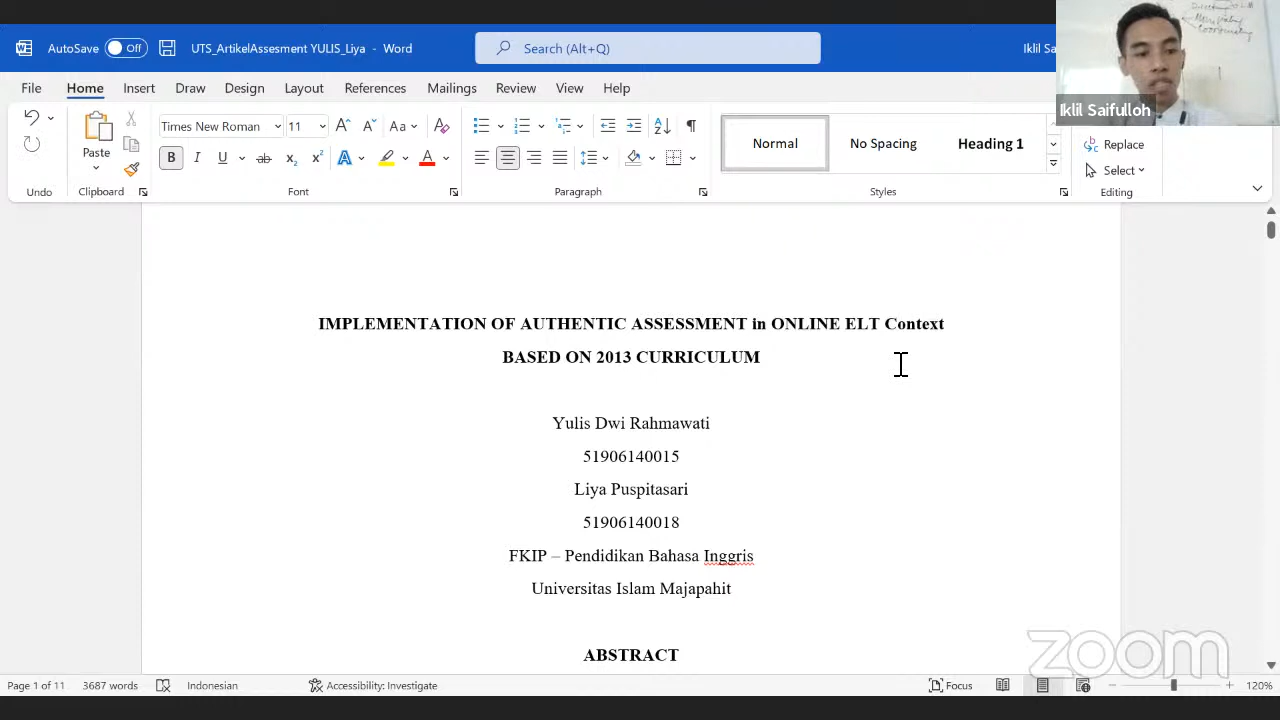 AutoSave Off UTS_ArtikelAssesment YULIS_Liya - Word Search (Alt+Q) Iklil Sa
File Home Insert Draw Design Layout References Mailings Review View Help
Iklil Saifulloh
Paste Times New Roman 11 Aa Normal No Spacing Heading 1 Replace
B I U ab x₂ x² A A Select
Undo Clipboard Font Paragraph Styles Editing
IMPLEMENTATION OF AUTHENTIC ASSESSMENT in ONLINE ELT Context
BASED ON 2013 CURRICULUM
Yulis Dwi Rahmawati
51906140015
Liya Puspitasari
51906140018
FKIP – Pendidikan Bahasa Inggris
Universitas Islam Majapahit
ABSTRACT
zoom
Page 1 of 11 3687 words Indonesian Accessibility: Investigate Focus 120%